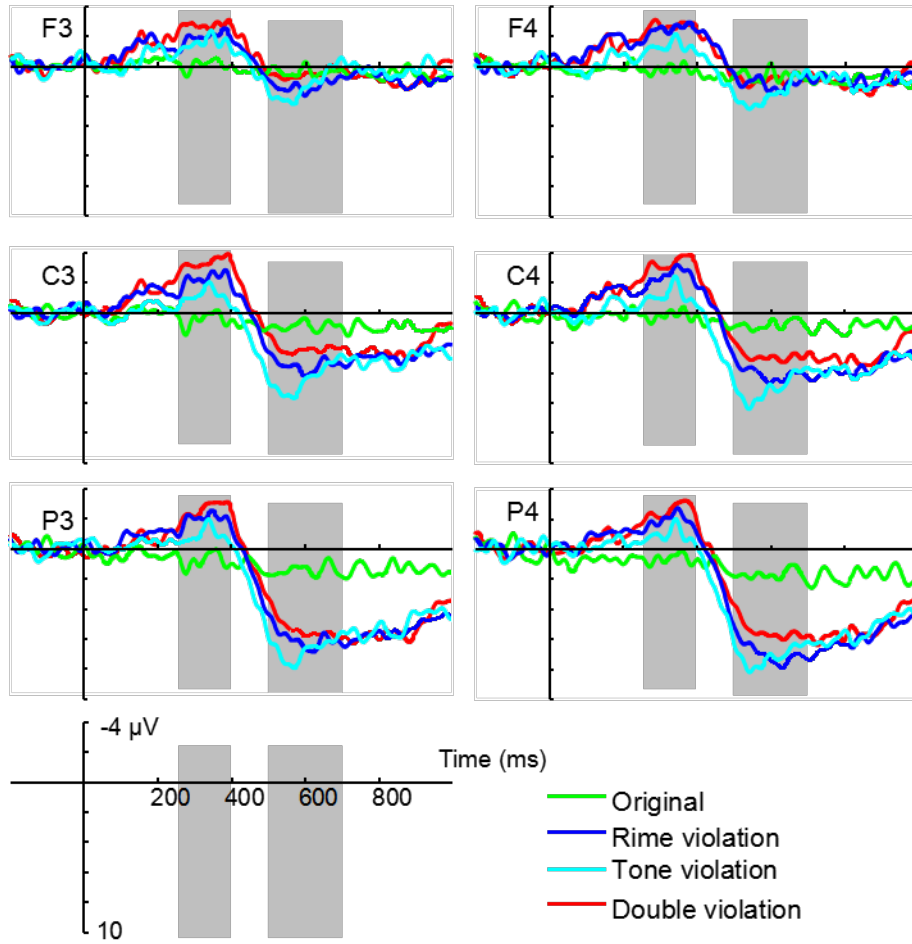 F3
F4
C3
C4
P3
P4
-4 µV
Time (ms)
200 400 600 800
10
Original
Rime violation
Tone violation
Double violation